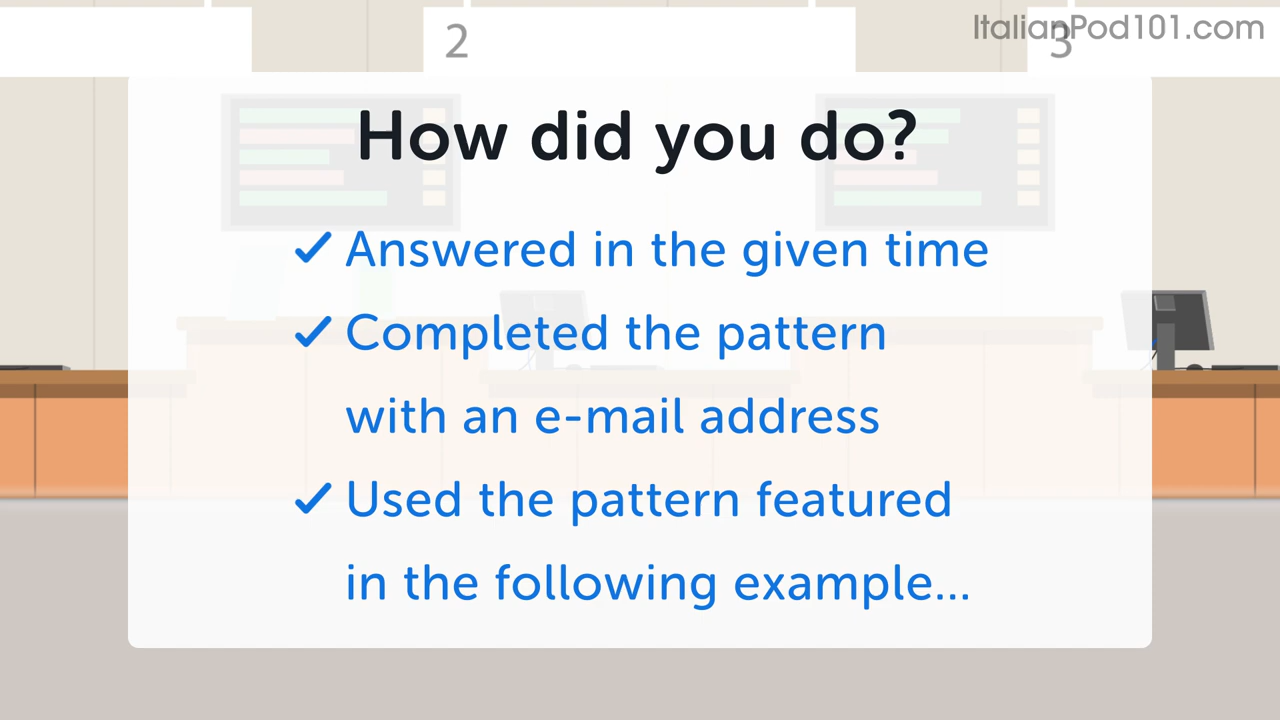 ItalianPod101.com
2
3
How did you do?
✓ Answered in the given time
✓ Completed the pattern
with an e-mail address
✓ Used the pattern featured
in the following example...